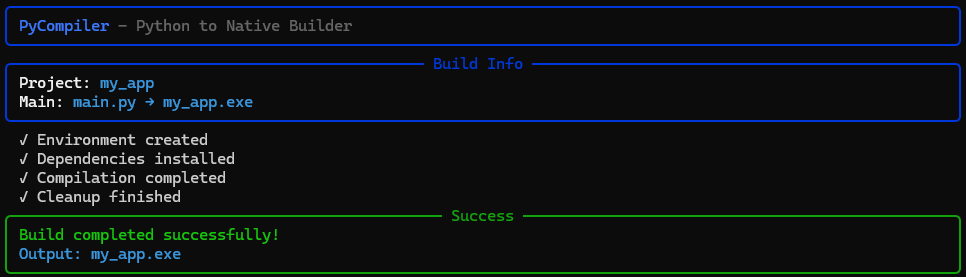 PyCompiler — Python to Native Builder
Build Info
Project: my_app
Main: main.py → my_app.exe
✓ Environment created
✓ Dependencies installed
✓ Compilation completed
✓ Cleanup finished
Success
Build completed successfully!
Output: my_app.exe